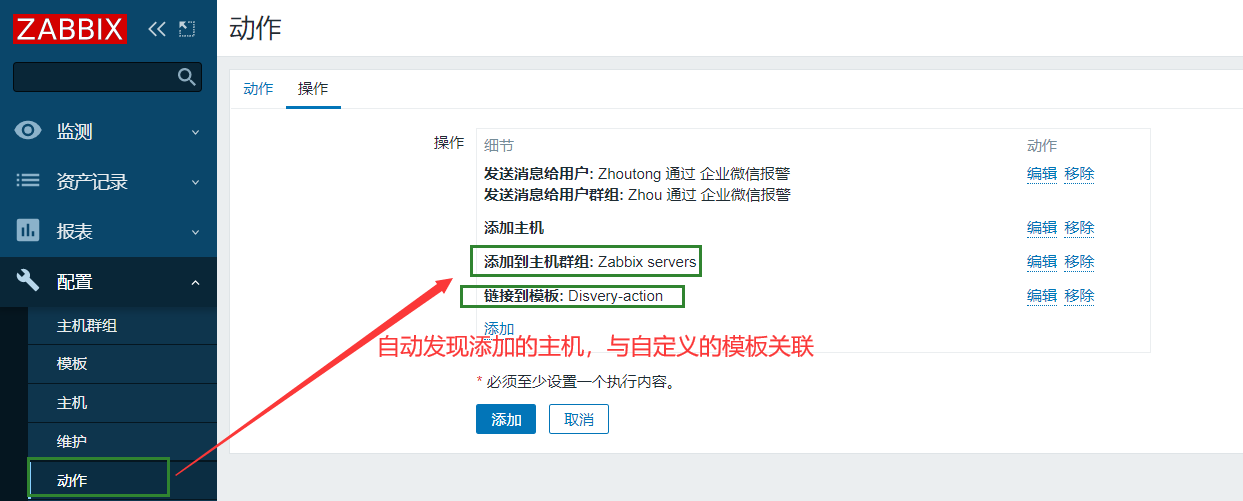 ZABBIX
动作
监测
资产记录
报表
配置
主机群组
模板
主机
维护
动作
动作 操作
操作 细节 动作
发送消息给用户: Zhoutong 通过 企业微信报警 编辑 移除
发送消息给用户群组: Zhou 通过 企业微信报警
添加主机 编辑 移除
添加到主机群组: Zabbix servers 编辑 移除
链接到模板: Disvery-action 编辑 移除
添加
自动发现添加的主机，与自定义的模板关联
* 必须至少设置一个执行内容。
添加 取消